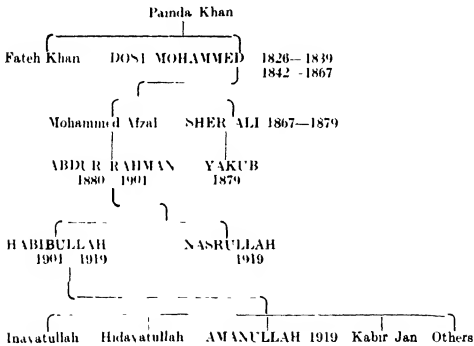 Painda Khan
Fateh Khan DOST MOHAMMED 1826—1839
1842 -1867
Mohammed Afzal SHER ALI 1867—1879
ABDUR RAHMAN YAKUB
1880 1901 1879
HABIBULLAH NASRULLAH
1901 1919 1919
Inayatullah Hidayatullah AMANULLAH 1919 Kabir Jan Others